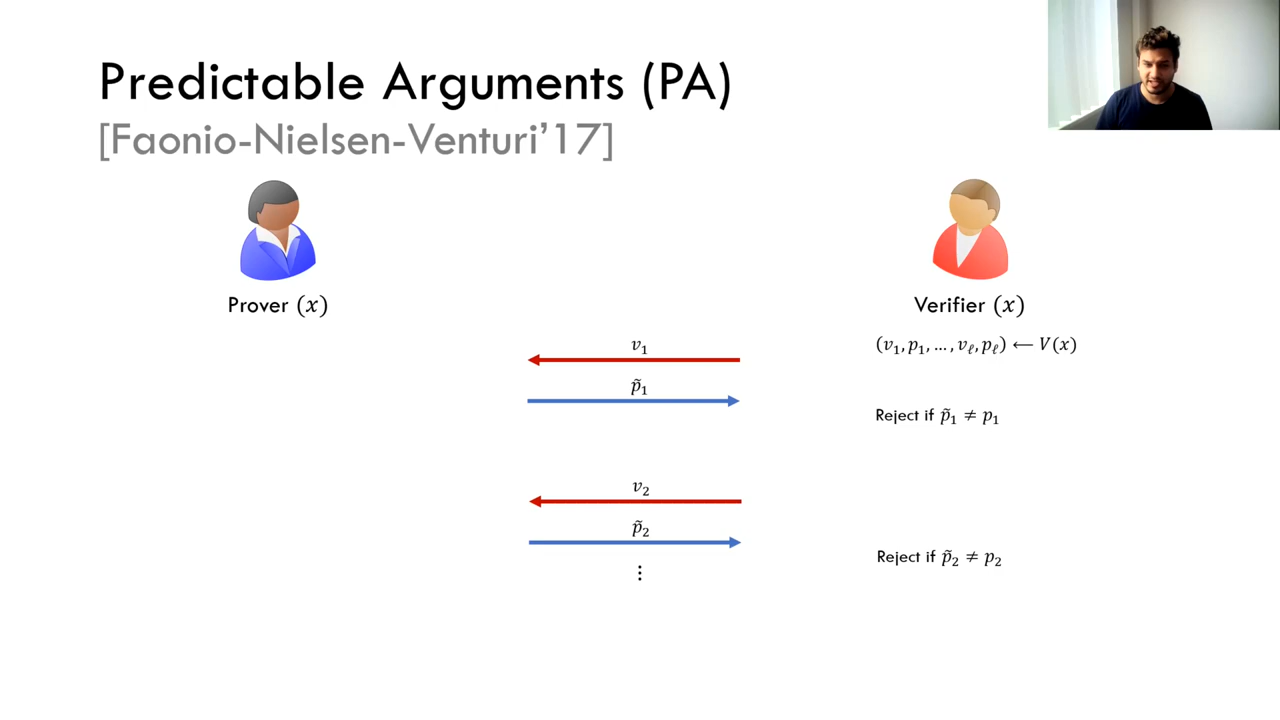 Predictable Arguments (PA)
[Faonio-Nielsen-Venturi'17]
Prover (𝑥)
Verifier (𝑥)
(𝑣₁, 𝑝₁, …, 𝑣_ℓ, 𝑝_ℓ) ⟵ 𝑉(𝑥)
𝑣₁
p̃₁
Reject if p̃₁ ≠ 𝑝₁
𝑣₂
p̃₂
Reject if p̃₂ ≠ 𝑝₂
⋮